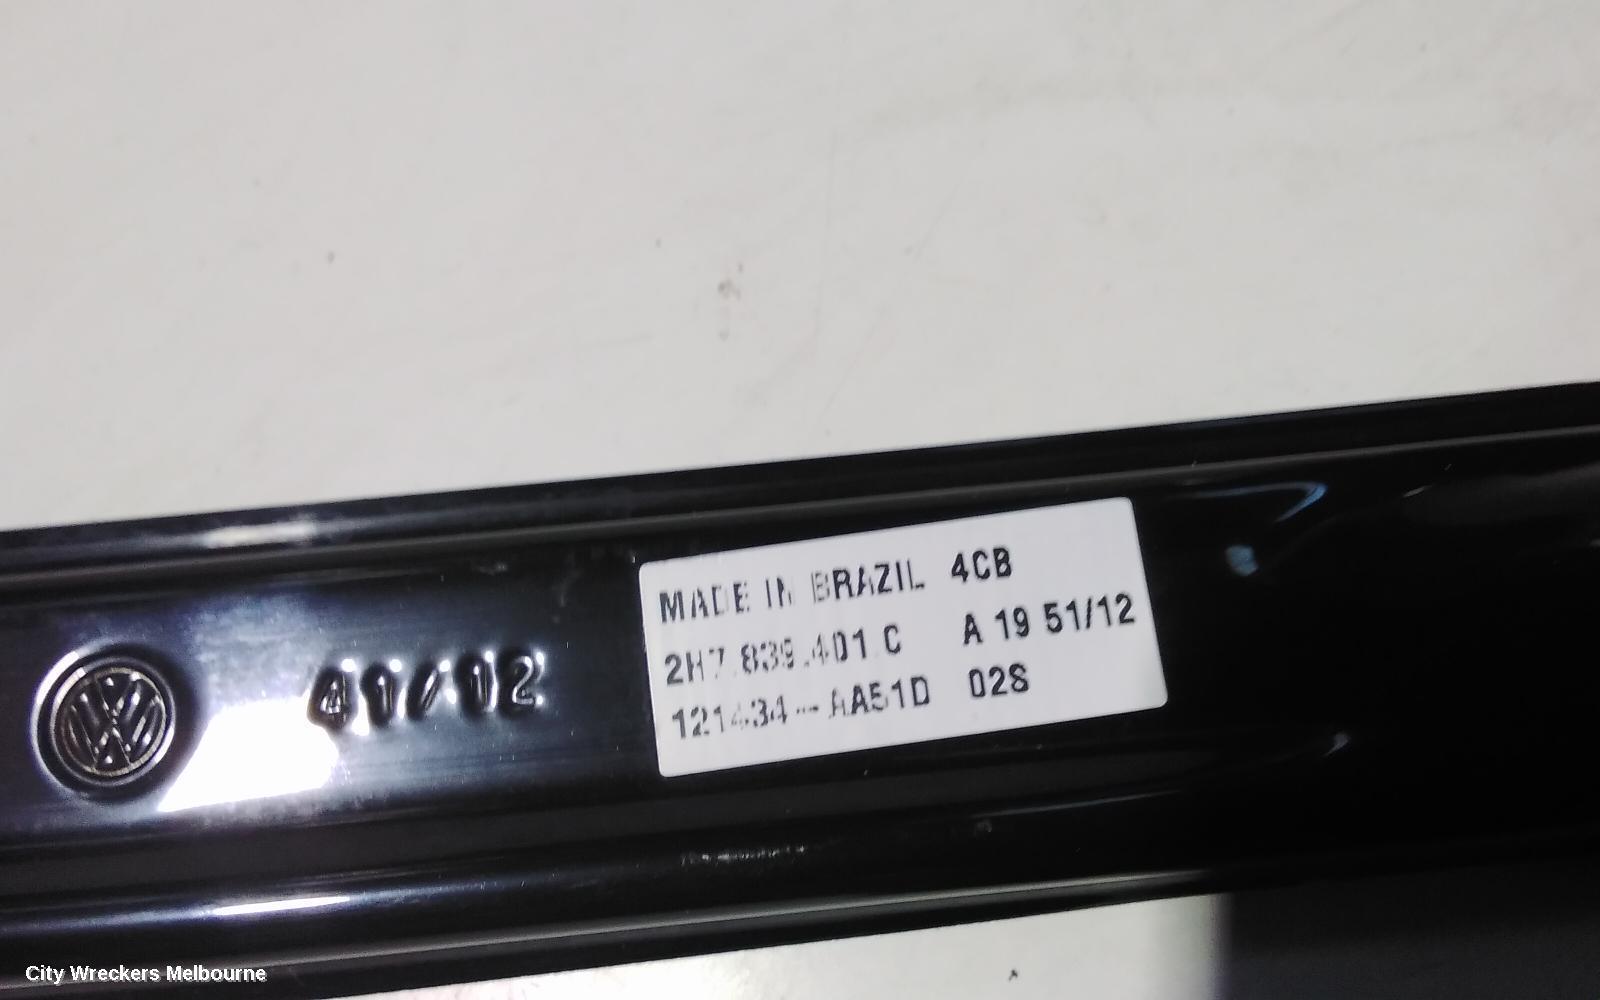 MADE IN BRAZIL 4CB
2H7.839.401 C A 19 51/12
121434--AA51D 02S
41/12
City Wreckers Melbourne